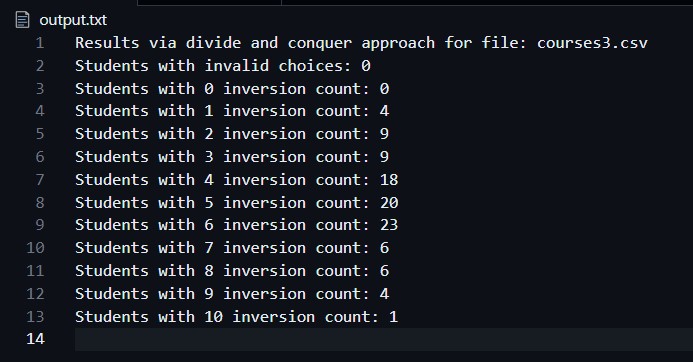 output.txt
1 Results via divide and conquer approach for file: courses3.csv
2 Students with invalid choices: 0
3 Students with 0 inversion count: 0
4 Students with 1 inversion count: 4
5 Students with 2 inversion count: 9
6 Students with 3 inversion count: 9
7 Students with 4 inversion count: 18
8 Students with 5 inversion count: 20
9 Students with 6 inversion count: 23
10 Students with 7 inversion count: 6
11 Students with 8 inversion count: 6
12 Students with 9 inversion count: 4
13 Students with 10 inversion count: 1
14